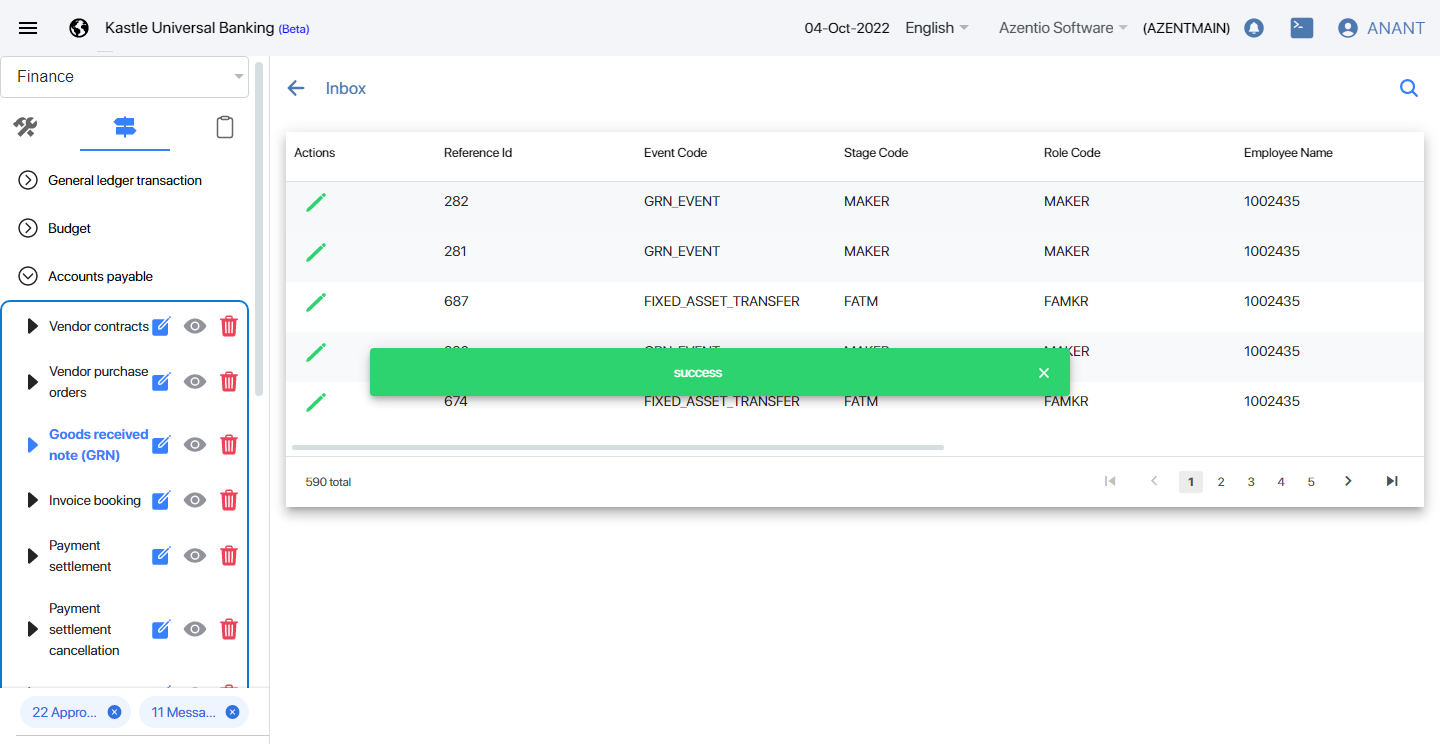 Kastle Universal Banking (Beta)
04-Oct-2022 English Azentio Software (AZENTMAIN) ANANT
Finance
General ledger transaction
Budget
Accounts payable
Vendor contracts
Vendor purchase
orders
Goods received
note (GRN)
Invoice booking
Payment
settlement
Payment
settlement
cancellation
22 Appro... 11 Messa...
Inbox
Actions Reference Id Event Code Stage Code Role Code Employee Name
282 GRN_EVENT MAKER MAKER 1002435
281 GRN_EVENT MAKER MAKER 1002435
687 FIXED_ASSET_TRANSFER FATM FAMKR 1002435
GRN_EVENT MAKER MAKER 1002435
success
674 FIXED_ASSET_TRANSFER FATM FAMKR 1002435
590 total 1 2 3 4 5